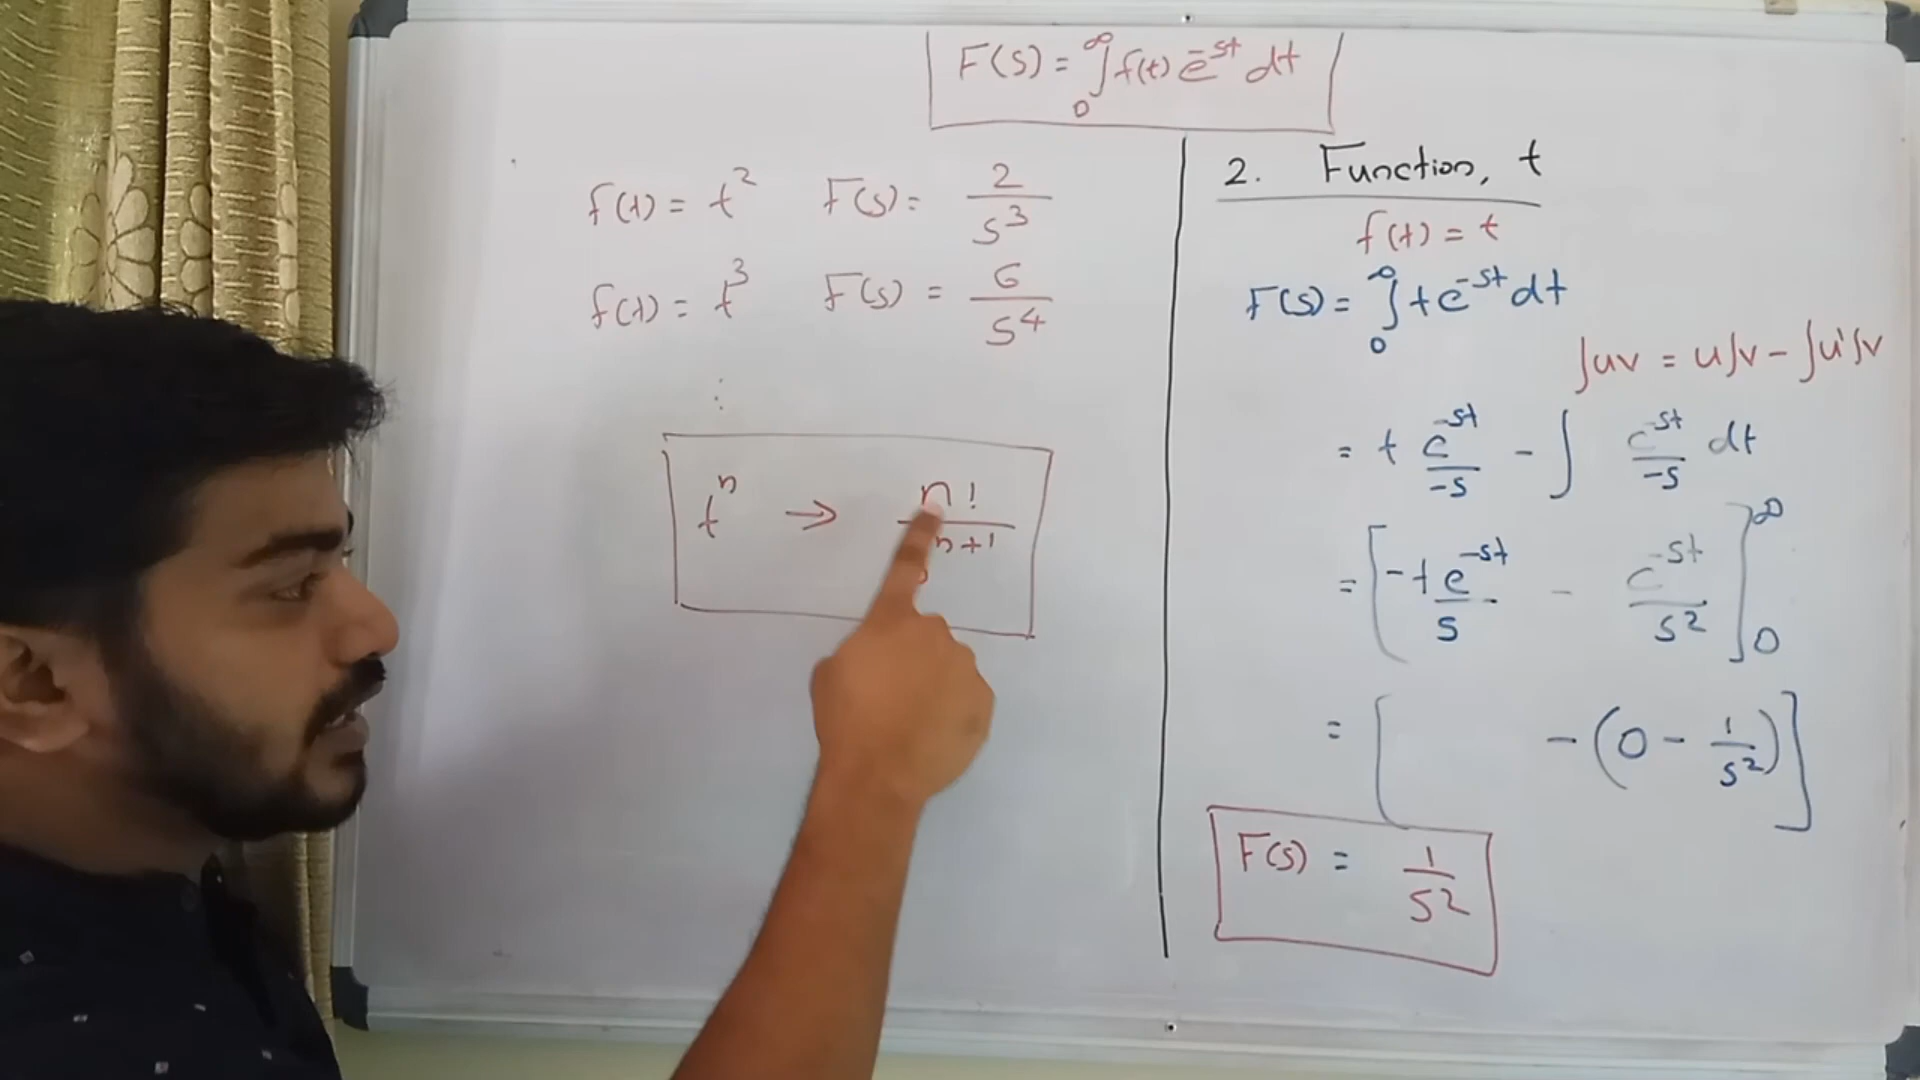 F(s) = ∫₀^∞ f(t) e^-st dt
f(t) = t² F(s) = 2/s³
f(t) = t³ F(s) = 6/s⁴
⋮
t^n → n!/s^n+1
2. Function, t
f(t) = t
F(s) = ∫₀^∞ t e^-st dt
∫uv = u∫v - ∫u'∫v
= t e^-st/-s - ∫ e^-st/-s dt
= [-t e^-st/s - e^-st/s²]₀^∞
= [ - (0 - 1/s²)]
F(s) = 1/s²